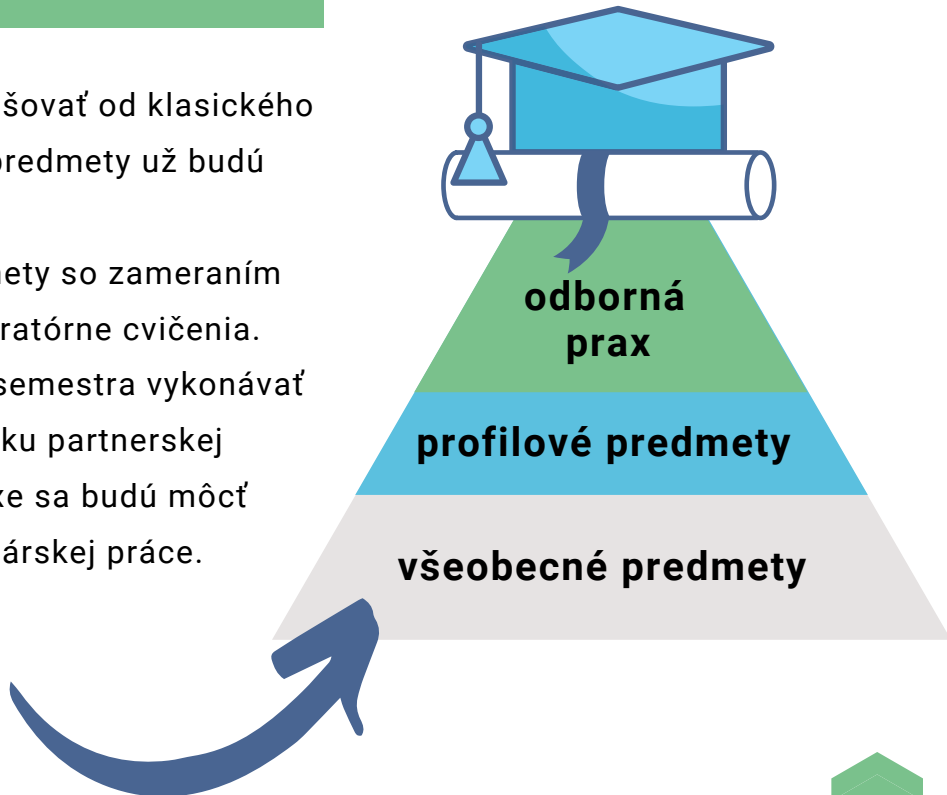 šovať od klasického
predmety už budú
ety so zameraním
ratórne cvičenia.
semestra vykonávať
ku partnerskej
xe sa budú môcť
árskej práce.
odborná
prax
profilové predmety
všeobecné predmety